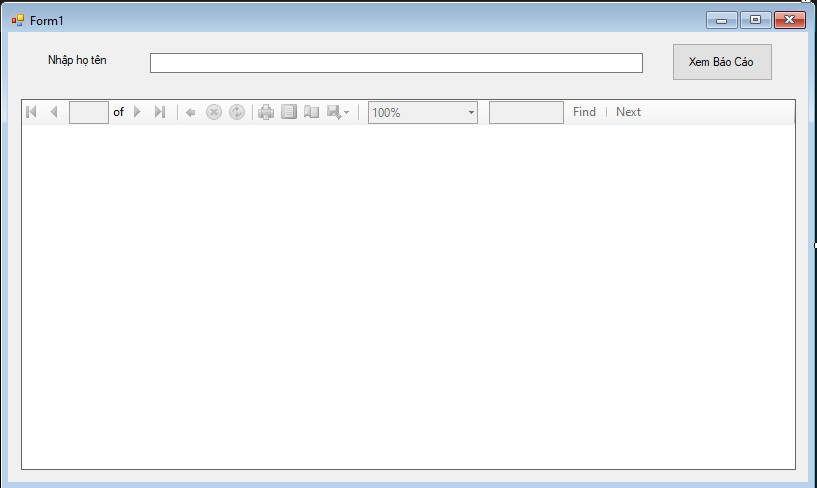 Form1
Nhập họ tên
Xem Báo Cáo
of 100% Find Next